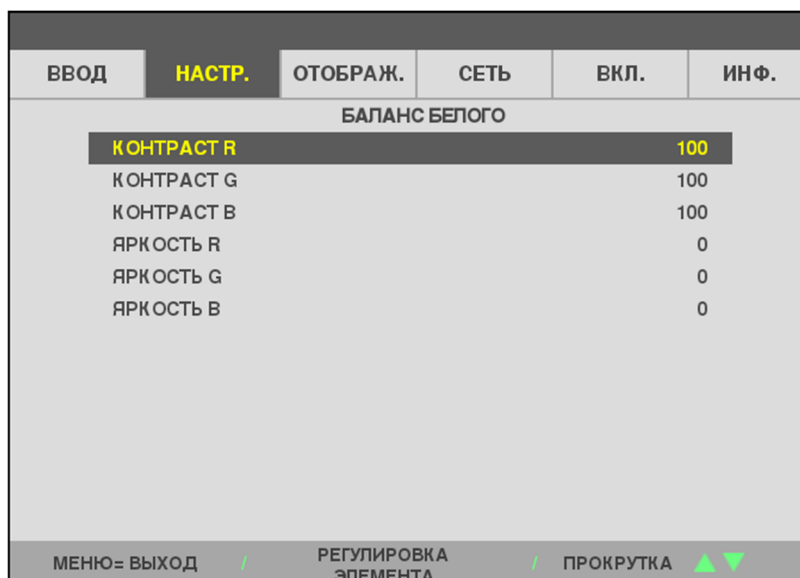 ВВОД НАСТР. ОТОБРАЖ. СЕТЬ ВКЛ. ИНФ.
БАЛАНС БЕЛОГО
КОНТРАСТ R 100
КОНТРАСТ G 100
КОНТРАСТ B 100
ЯРКОСТЬ R 0
ЯРКОСТЬ G 0
ЯРКОСТЬ B 0
МЕНЮ= ВЫХОД / РЕГУЛИРОВКА ЭЛЕМЕНТА / ПРОКРУТКА ▲▼